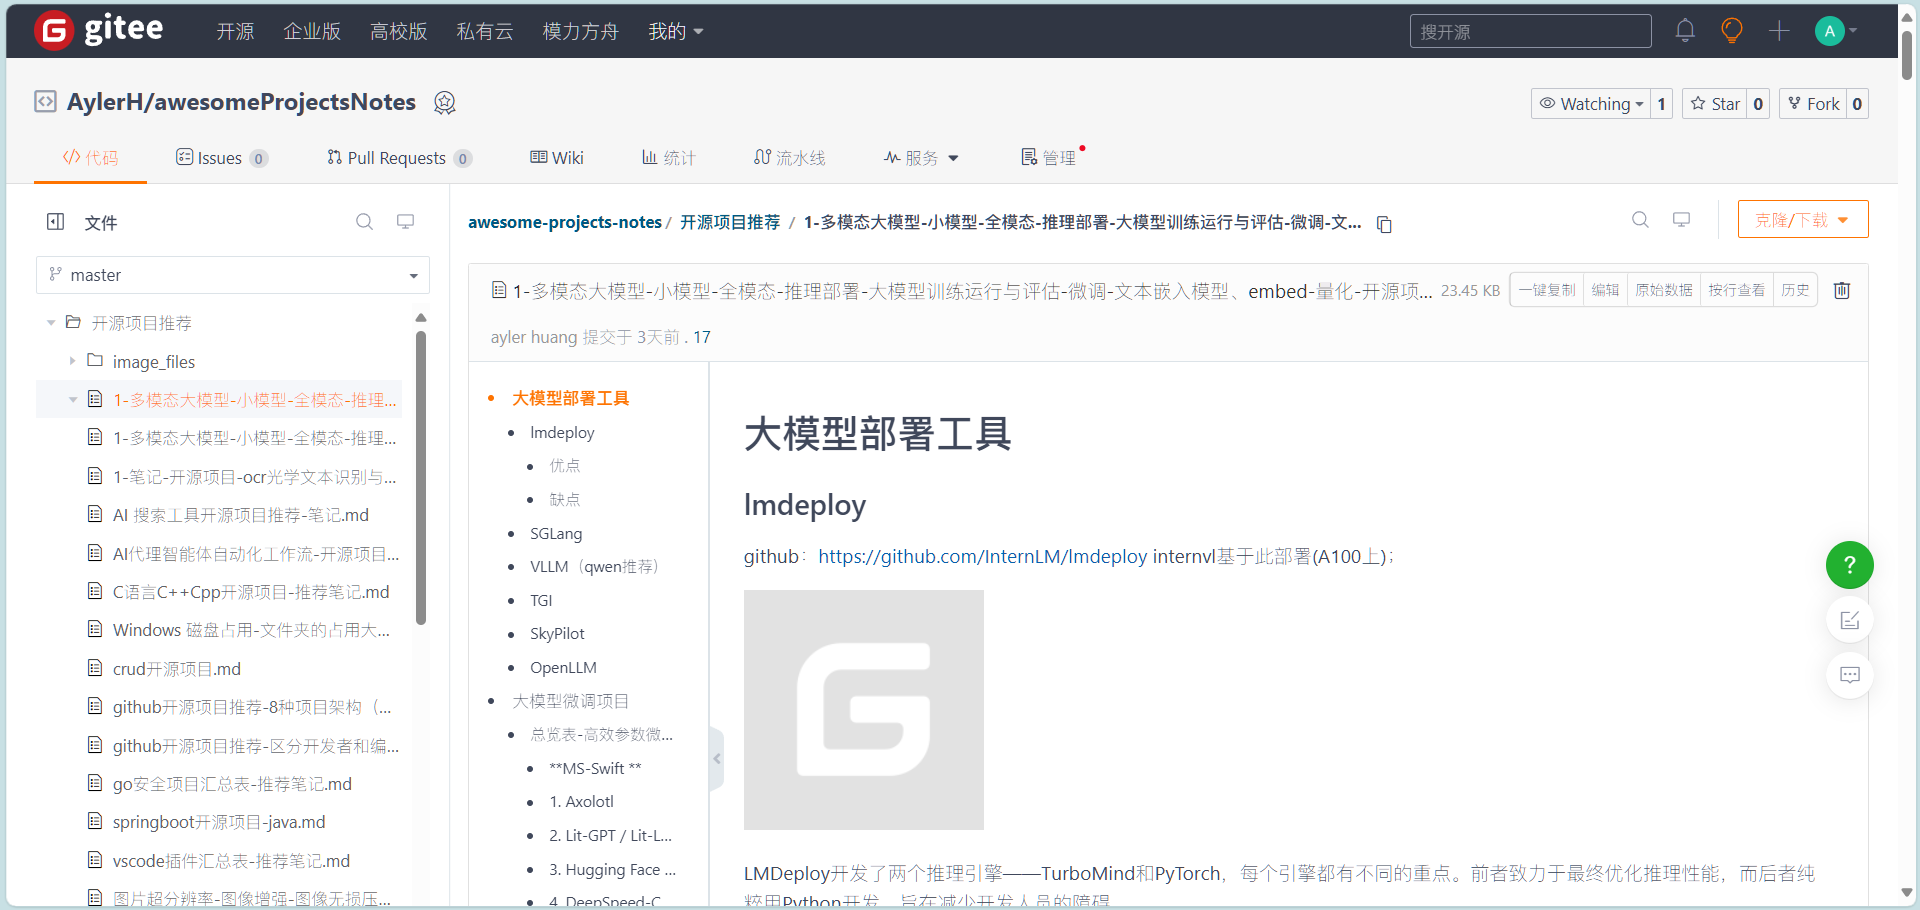 gitee 开源 企业版 高校版 私有云 模力方舟 我的 搜开源 A
AylerH/awesomeProjectsNotes Watching 1 Star 0 Fork 0
代码 Issues 0 Pull Requests 0 Wiki 统计 流水线 服务 管理
文件
master
开源项目推荐
image_files
1-多模态大模型-小模型-全模态-推理...
1-多模态大模型-小模型-全模态-推理...
1-笔记-开源项目-ocr光学文本识别与...
AI 搜索工具开源项目推荐-笔记.md
AI代理智能体自动化工作流-开源项目...
C语言C++Cpp开源项目-推荐笔记.md
Windows 磁盘占用-文件夹的占用大...
crud开源项目.md
github开源项目推荐-8种项目架构（...
github开源项目推荐-区分开发者和编...
go安全项目汇总表-推荐笔记.md
springboot开源项目-java.md
vscode插件汇总表-推荐笔记.md
图片超分辨率-图像增强-图像无损压...
awesome-projects-notes / 开源项目推荐 / 1-多模态大模型-小模型-全模态-推理部署-大模型训练运行与评估-微调-文...
克隆/下载
1-多模态大模型-小模型-全模态-推理部署-大模型训练运行与评估-微调-文本嵌入模型、embed-量化-开源项... 23.45 KB 一键复制 编辑 原始数据 按行查看 历史
ayler huang 提交于 3天前 . 17
大模型部署工具
lmdeploy
优点
缺点
SGLang
VLLM（qwen推荐）
TGI
SkyPilot
OpenLLM
大模型微调项目
总览表-高效参数微...
**MS-Swift **
1. Axolotl
2. Lit-GPT / Lit-L...
3. Hugging Face ...
4. DeepSpeed-C...
大模型部署工具
lmdeploy
github：https://github.com/InternLM/lmdeploy internvl基于此部署(A100上)；
G
LMDeploy开发了两个推理引擎——TurboMind和PyTorch，每个引擎都有不同的重点。前者致力于最终优化推理性能，而后者纯
粹用Python开发，旨在减少开发人员的障碍。
?